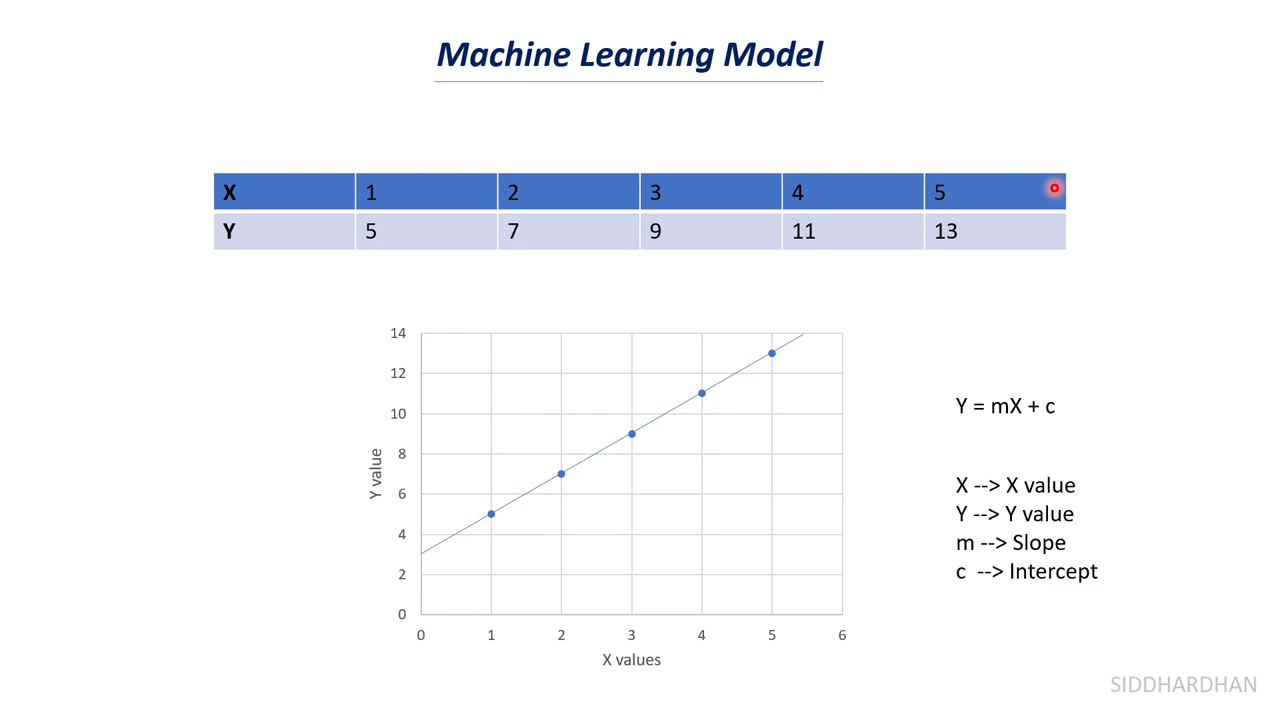 Machine Learning Model
X 1 2 3 4 5
Y 5 7 9 11 13
14
12
10
8
6
4
2
0
Y value
0 1 2 3 4 5 6
X values
Y = mX + c
X --> X value
Y --> Y value
m --> Slope
c --> Intercept
SIDDHARDHAN